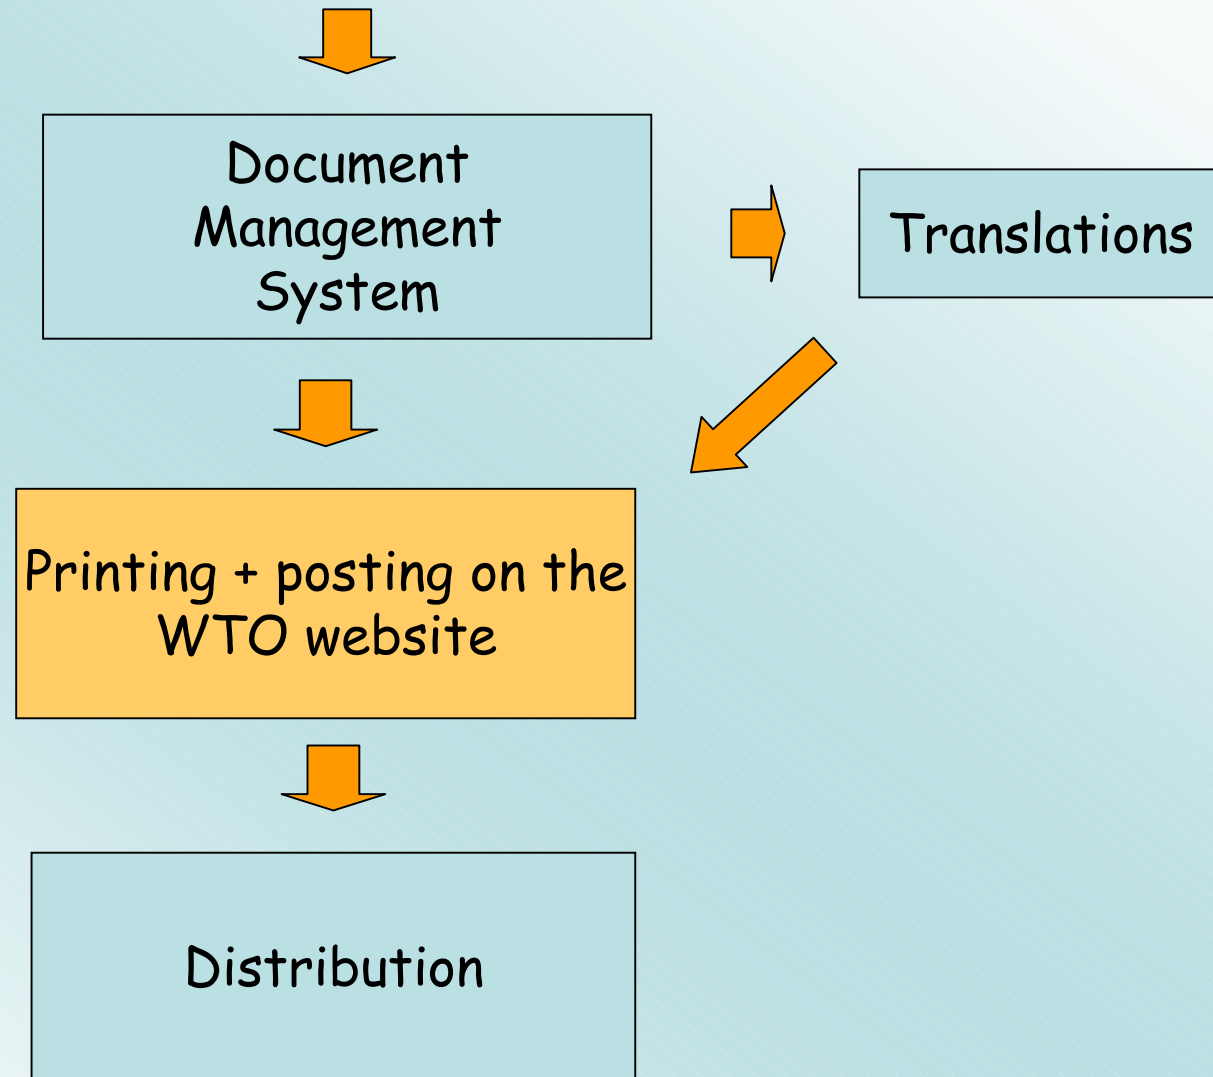 Document
Management
System
Translations
Printing + posting on the
WTO website
Distribution